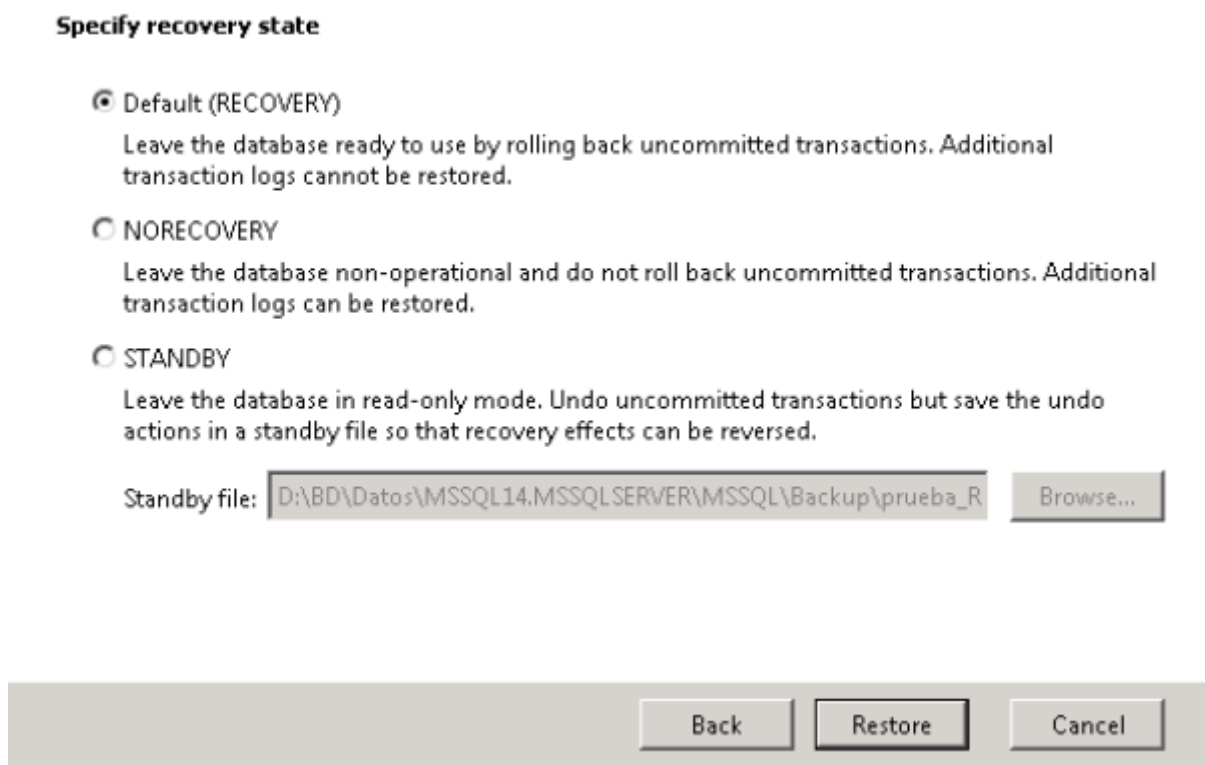 Specify recovery state
Default (RECOVERY)
Leave the database ready to use by rolling back uncommitted transactions. Additional
transaction logs cannot be restored.
NORECOVERY
Leave the database non-operational and do not roll back uncommitted transactions. Additional
transaction logs can be restored.
STANDBY
Leave the database in read-only mode. Undo uncommitted transactions but save the undo
actions in a standby file so that recovery effects can be reversed.
Standby file: D:\BD\Datos\MSSQL14.MSSQLSERVER\MSSQL\Backup\prueba_R Browse...
Back Restore Cancel